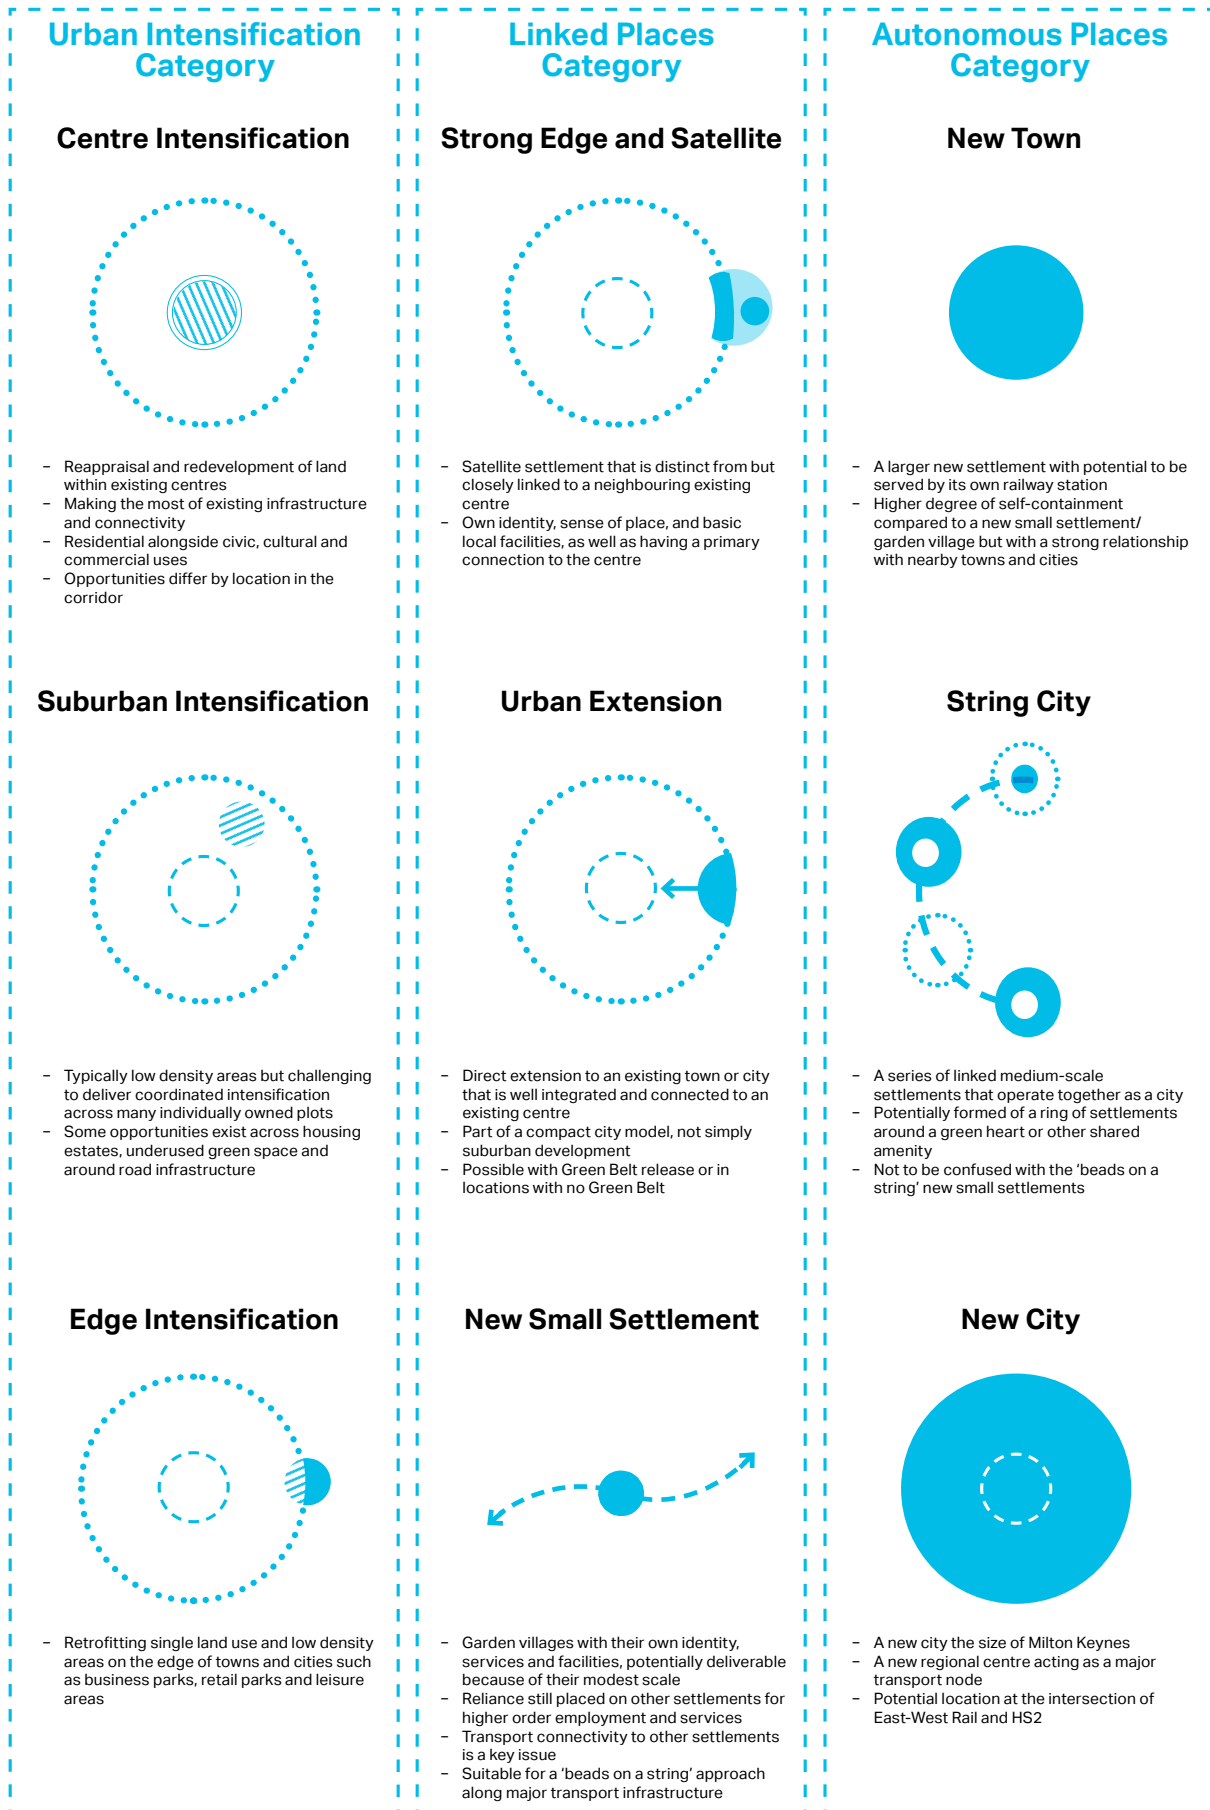 Urban Intensification
Category
Centre Intensification
– Reappraisal and redevelopment of land
within existing centres
– Making the most of existing infrastructure
and connectivity
– Residential alongside civic, cultural and
commercial uses
– Opportunities differ by location in the
corridor
Suburban Intensification
– Typically low density areas but challenging
to deliver coordinated intensification
across many individually owned plots
– Some opportunities exist across housing
estates, underused green space and
around road infrastructure
Edge Intensification
– Retrofitting single land use and low density
areas on the edge of towns and cities such
as business parks, retail parks and leisure
areas
Linked Places
Category
Strong Edge and Satellite
– Satellite settlement that is distinct from but
closely linked to a neighbouring existing
centre
– Own identity, sense of place, and basic
local facilities, as well as having a primary
connection to the centre
Urban Extension
– Direct extension to an existing town or city
that is well integrated and connected to an
existing centre
– Part of a compact city model, not simply
suburban development
– Possible with Green Belt release or in
locations with no Green Belt
New Small Settlement
– Garden villages with their own identity,
services and facilities, potentially deliverable
because of their modest scale
– Reliance still placed on other settlements for
higher order employment and services
– Transport connectivity to other settlements
is a key issue
– Suitable for a ‘beads on a string’ approach
along major transport infrastructure
Autonomous Places
Category
New Town
– A larger new settlement with potential to be
served by its own railway station
– Higher degree of self-containment
compared to a new small settlement/
garden village but with a strong relationship
with nearby towns and cities
String City
– A series of linked medium-scale
settlements that operate together as a city
– Potentially formed of a ring of settlements
around a green heart or other shared
amenity
– Not to be confused with the ‘beads on a
string’ new small settlements
New City
– A new city the size of Milton Keynes
– A new regional centre acting as a major
transport node
– Potential location at the intersection of
East-West Rail and HS2